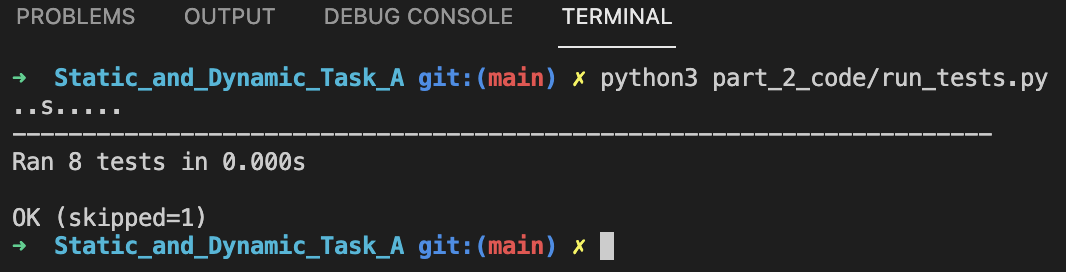 PROBLEMS OUTPUT DEBUG CONSOLE TERMINAL
➜ Static_and_Dynamic_Task_A git:(main) ✗ python3 part_2_code/run_tests.py
..s.....
----------------------------------------------------------------------
Ran 8 tests in 0.000s
OK (skipped=1)
➜ Static_and_Dynamic_Task_A git:(main) ✗